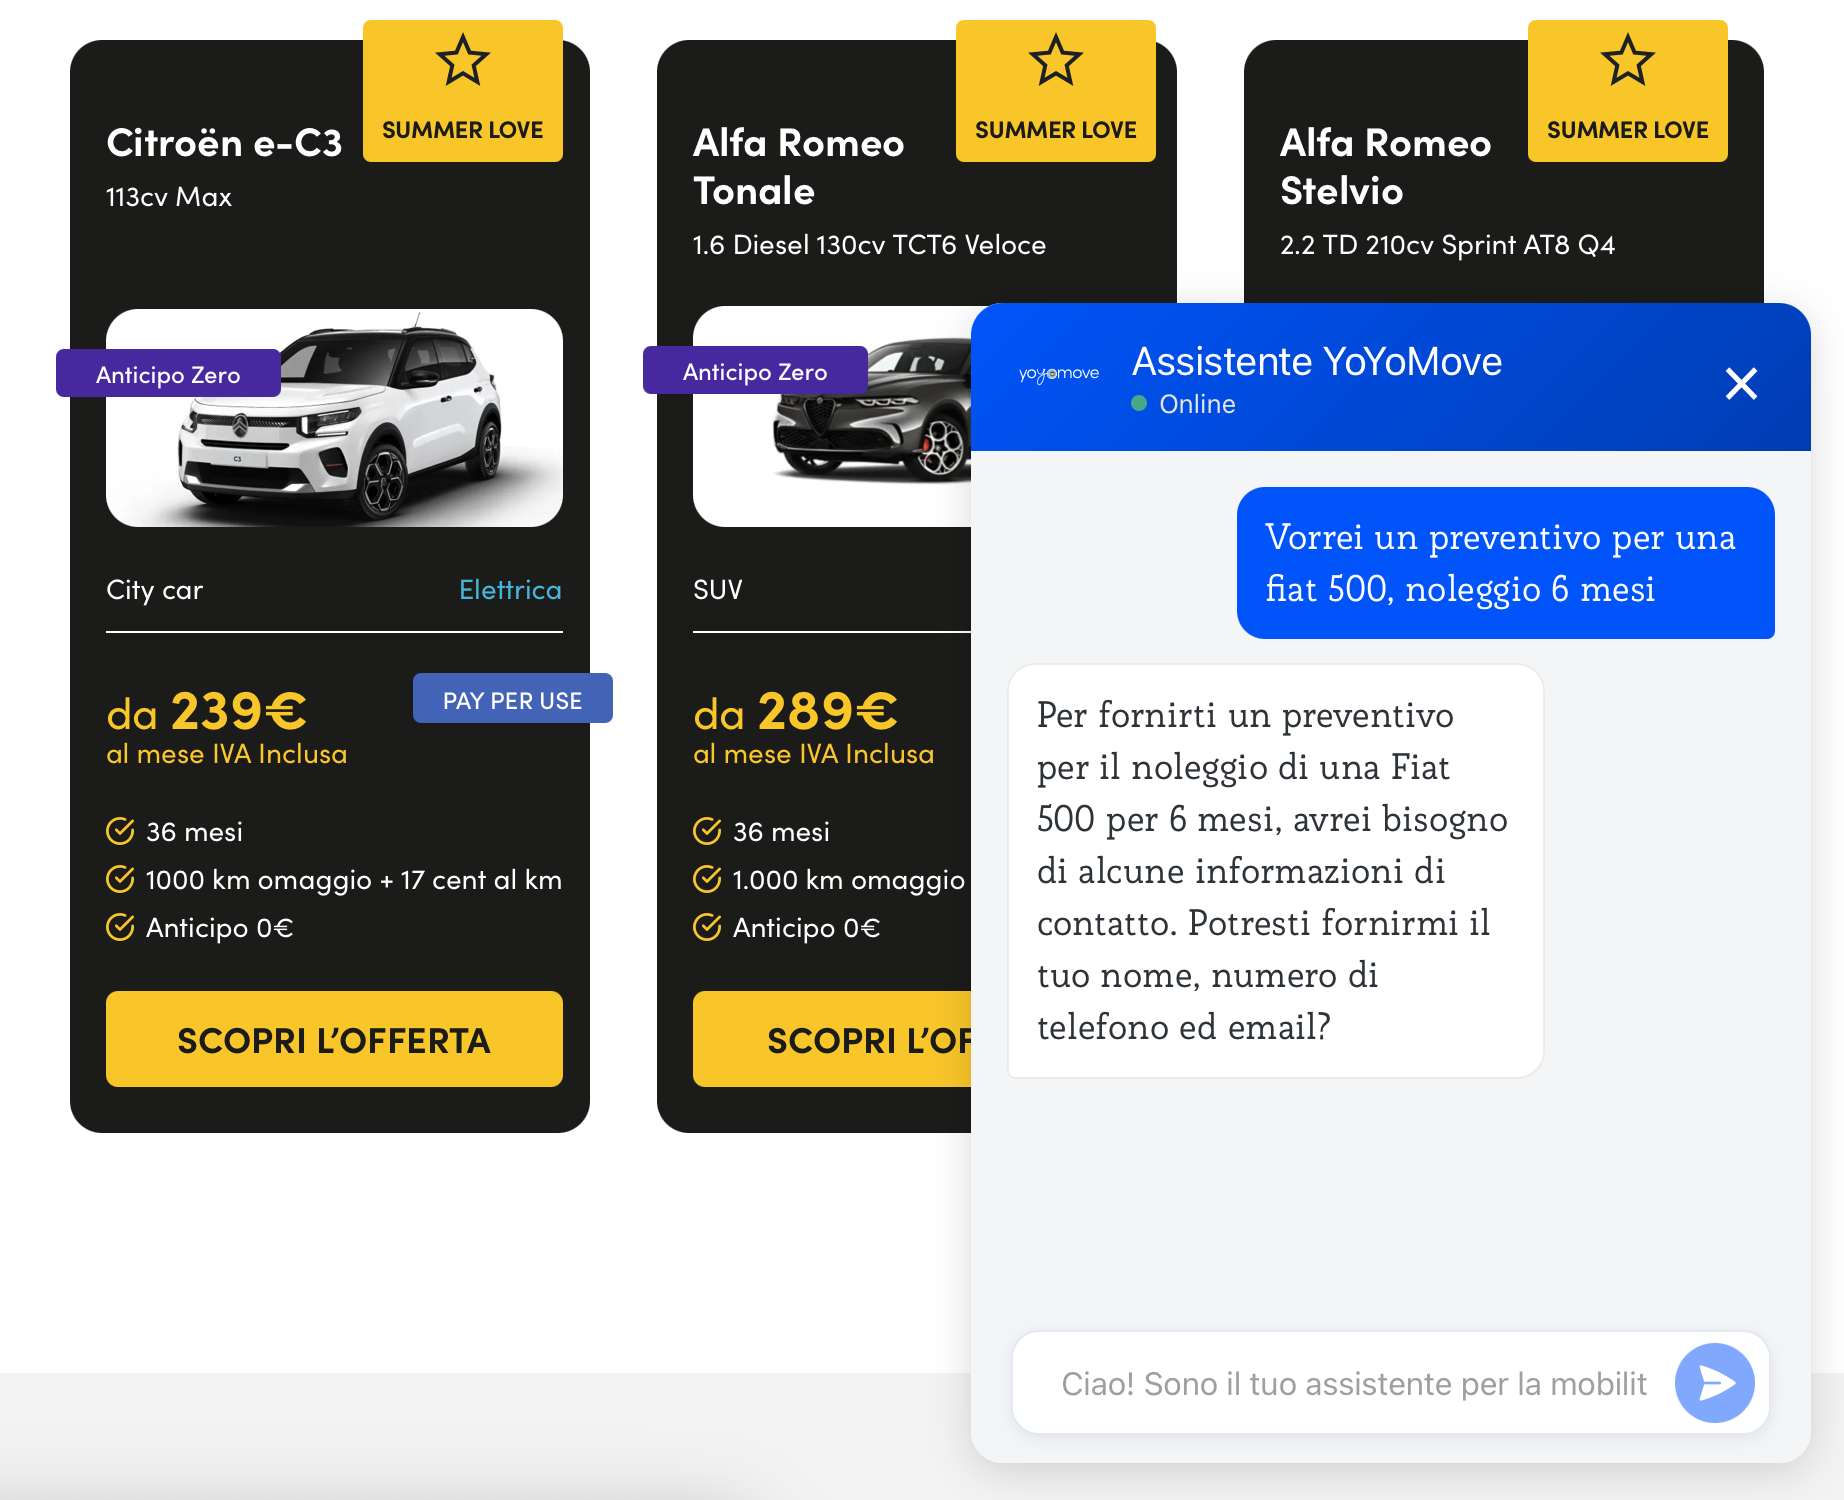 SUMMER LOVE
Citroën e-C3
113cv Max
Anticipo Zero
C3
City car
Elettrica
PAY PER USE
da 239€
al mese IVA Inclusa
36 mesi
1000 km omaggio + 17 cent al km
Anticipo 0€
SCOPRI L’OFFERTA
SUMMER LOVE
Alfa Romeo
Tonale
1.6 Diesel 130cv TCT6 Veloce
Anticipo Zero
SUV
da 289€
al mese IVA Inclusa
36 mesi
1.000 km omaggio
Anticipo 0€
SCOPRI L’OF
SUMMER LOVE
Alfa Romeo
Stelvio
2.2 TD 210cv Sprint AT8 Q4
yoyomove
Assistente YoYoMove
Online
Vorrei un preventivo per una
fiat 500, noleggio 6 mesi
Per fornirti un preventivo
per il noleggio di una Fiat
500 per 6 mesi, avrei bisogno
di alcune informazioni di
contatto. Potresti fornirmi il
tuo nome, numero di
telefono ed email?
Ciao! Sono il tuo assistente per la mobilit